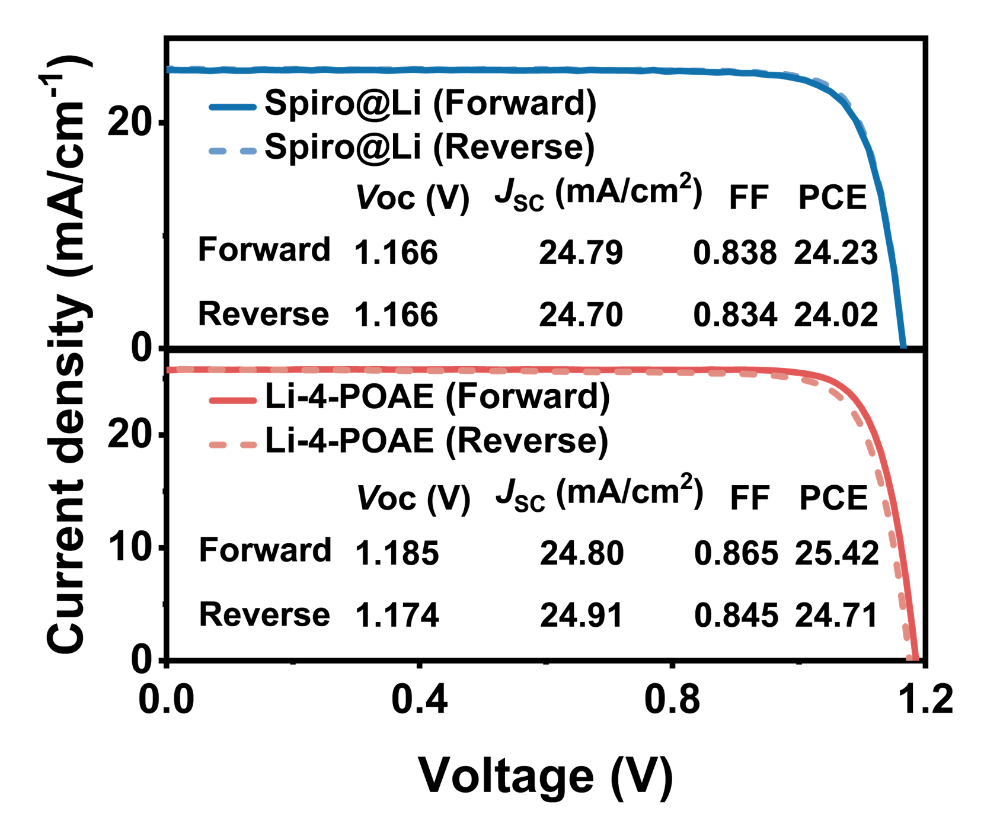 Current density (mA/cm⁻¹)
20
0
Spiro@Li (Forward)
Spiro@Li (Reverse)
Voc (V) JSC (mA/cm²) FF PCE
Forward 1.166 24.79 0.838 24.23
Reverse 1.166 24.70 0.834 24.02
20
10
0
Li-4-POAE (Forward)
Li-4-POAE (Reverse)
Voc (V) JSC (mA/cm²) FF PCE
Forward 1.185 24.80 0.865 25.42
Reverse 1.174 24.91 0.845 24.71
0.0 0.4 0.8 1.2
Voltage (V)